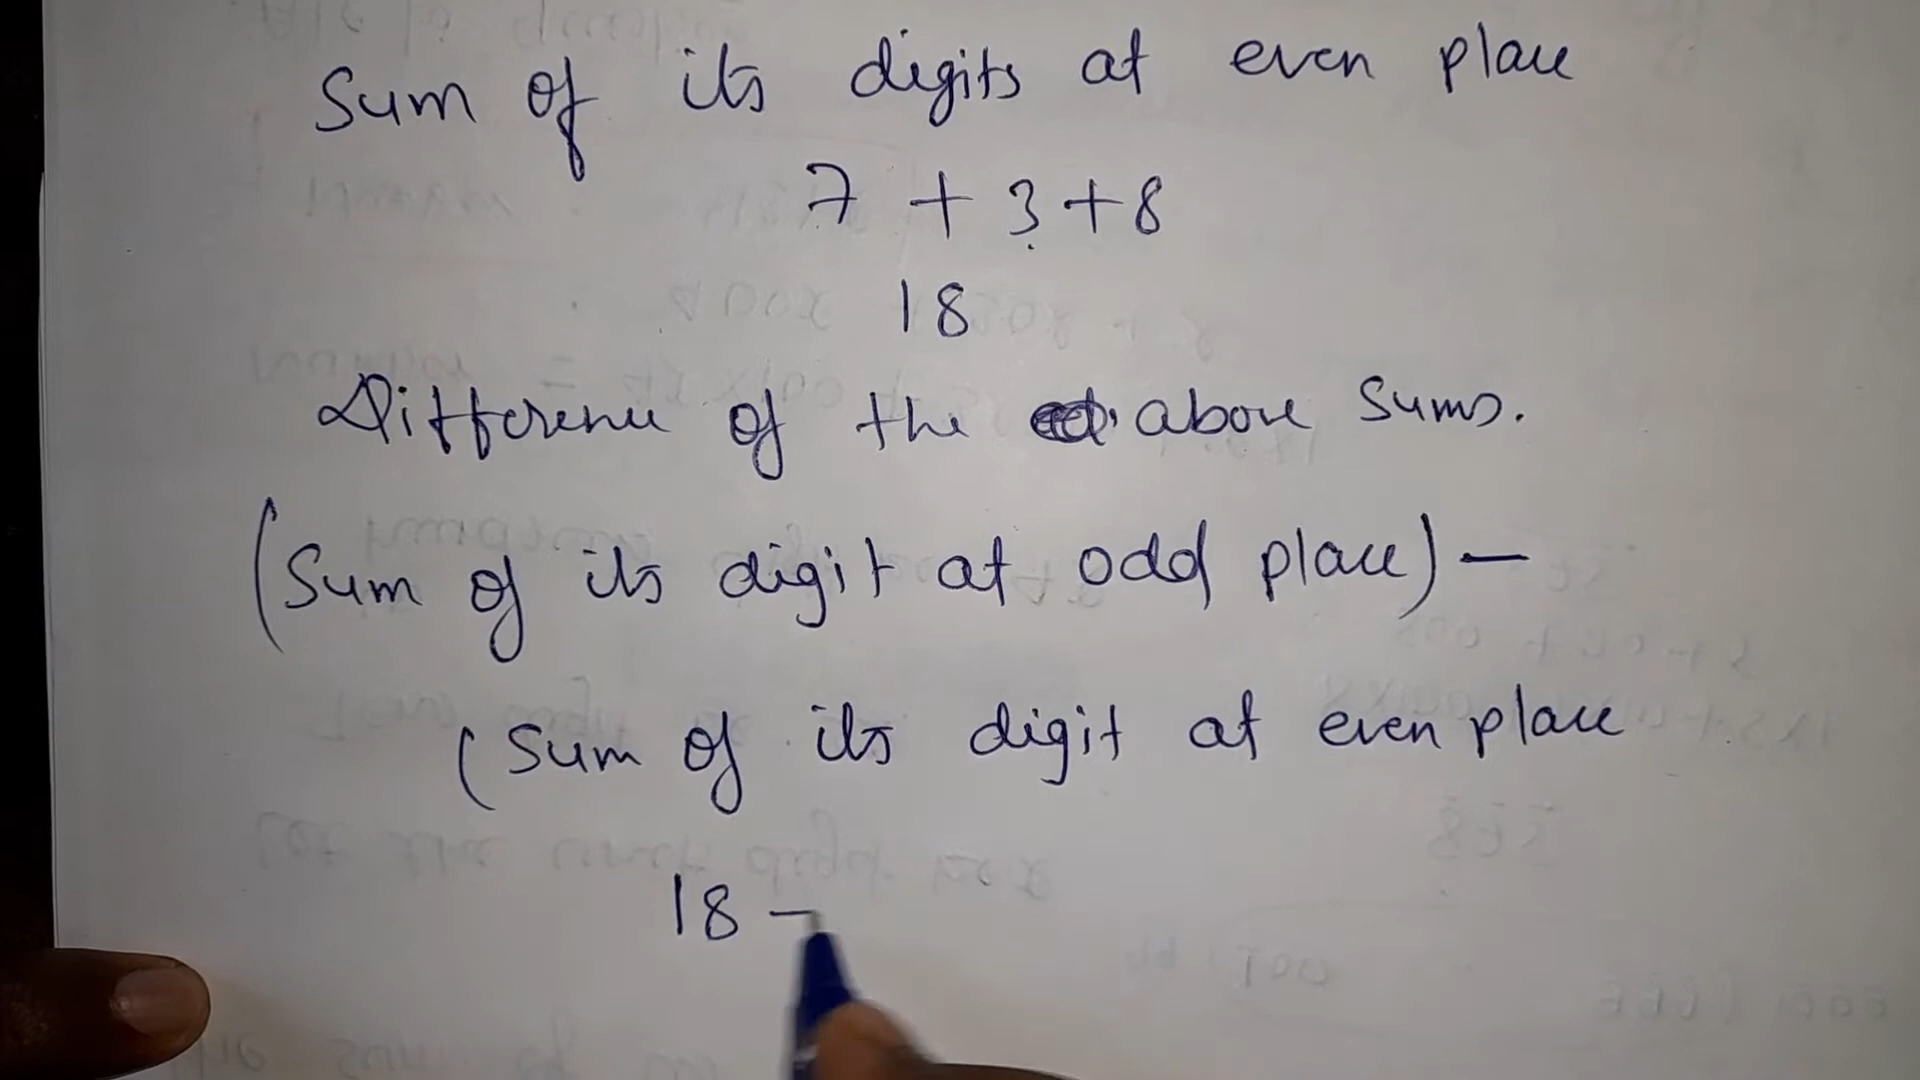 Sum of its digits at even place
7 + 3 + 8
18
Difference of the above sums.
(Sum of its digit at odd place) –
(Sum of its digit at even place
18 –